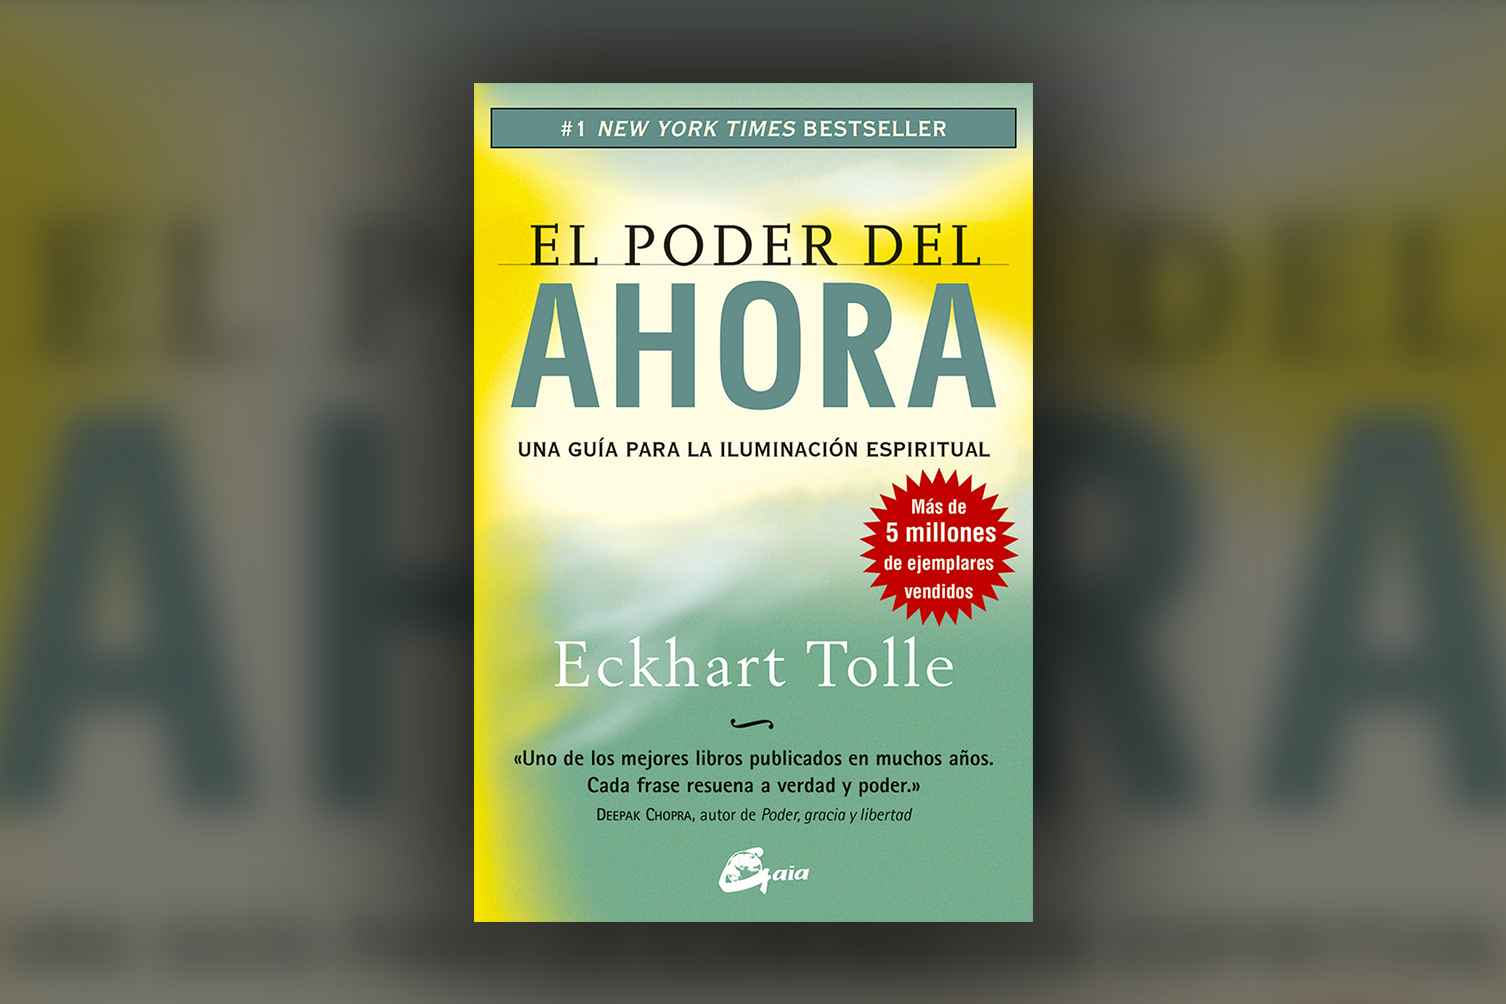 #1 NEW YORK TIMES BESTSELLER
EL PODER DEL
AHORA
UNA GUÍA PARA LA ILUMINACIÓN ESPIRITUAL
Más de
5 millones
de ejemplares
vendidos
Eckhart Tolle
«Uno de los mejores libros publicados en muchos años.
Cada frase resuena a verdad y poder.»
DEEPAK CHOPRA, autor de Poder, gracia y libertad
Gaia